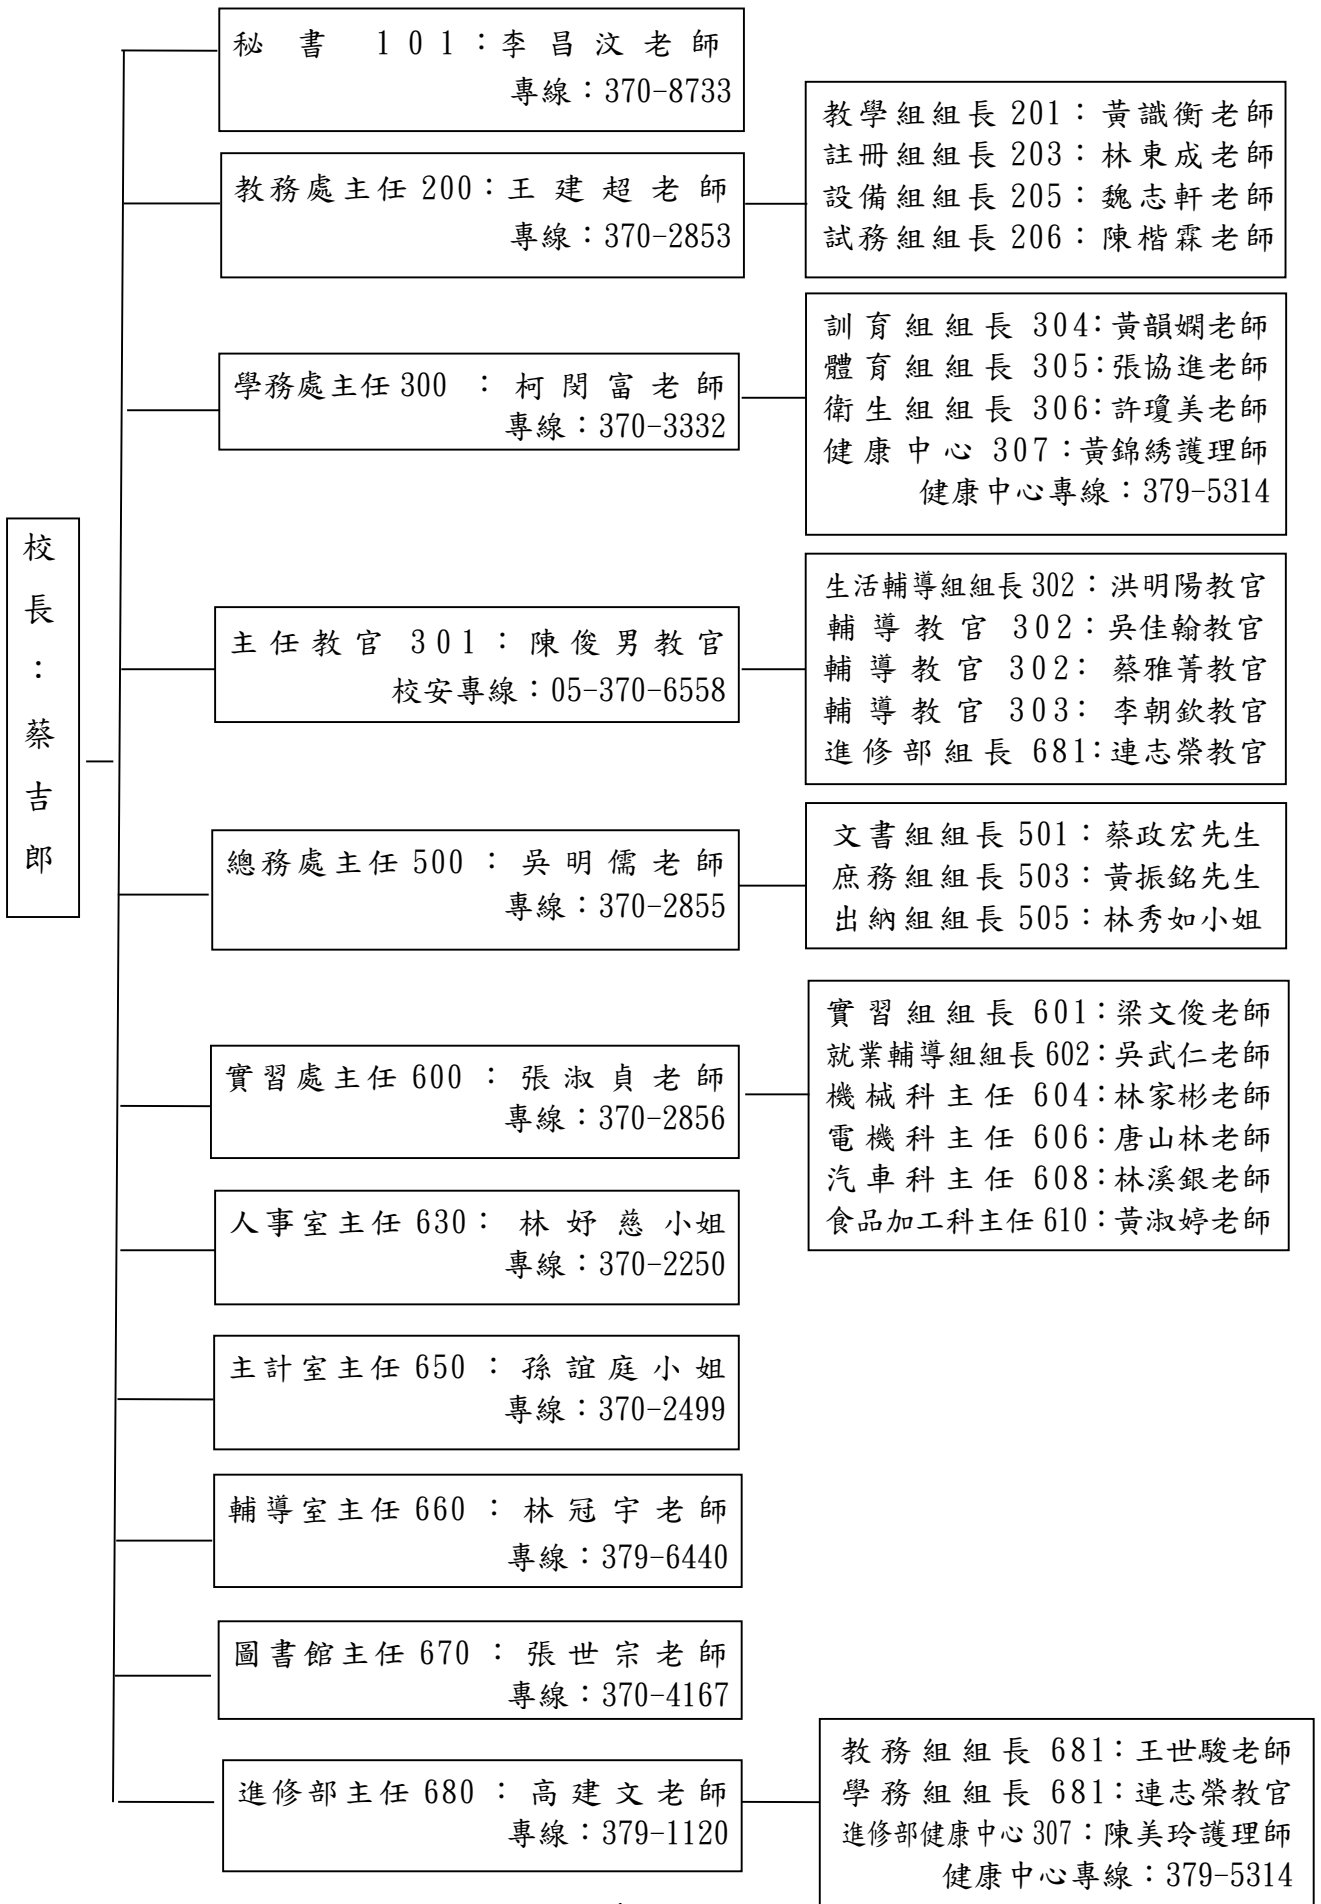 校長：蔡吉郎
秘書 101：李昌汶老師
專線：370-8733
教務處主任 200：王建超老師
專線：370-2853
教學組組長 201：黃識衡老師
註冊組組長 203：林東成老師
設備組組長 205：魏志軒老師
試務組組長 206：陳楷霖老師
學務處主任 300 ：柯閔富老師
專線：370-3332
訓育組組長 304：黃韻嫻老師
體育組組長 305：張協進老師
衛生組組長 306：許瓊美老師
健康中心 307：黃錦綉護理師
健康中心專線：379-5314
主任教官 301：陳俊男教官
校安專線：05-370-6558
生活輔導組組長 302：洪明陽教官
輔導教官 302：吳佳翰教官
輔導教官 302：蔡雅菁教官
輔導教官 303：李朝欽教官
進修部組長 681：連志榮教官
總務處主任 500 ：吳明儒老師
專線：370-2855
文書組組長 501：蔡政宏先生
庶務組組長 503：黃振銘先生
出納組組長 505：林秀如小姐
實習處主任 600 ：張淑貞老師
專線：370-2856
實習組組長 601：梁文俊老師
就業輔導組組長 602：吳武仁老師
機械科主任 604：林家彬老師
電機科主任 606：唐山林老師
汽車科主任 608：林溪銀老師
食品加工科主任 610：黃淑婷老師
人事室主任 630：林妤慈小姐
專線：370-2250
主計室主任 650 ：孫誼庭小姐
專線：370-2499
輔導室主任 660 ：林冠宇老師
專線：379-6440
圖書館主任 670 ：張世宗老師
專線：370-4167
進修部主任 680 ：高建文老師
專線：379-1120
教務組組長 681：王世駿老師
學務組組長 681：連志榮教官
進修部健康中心 307：陳美玲護理師
健康中心專線：379-5314